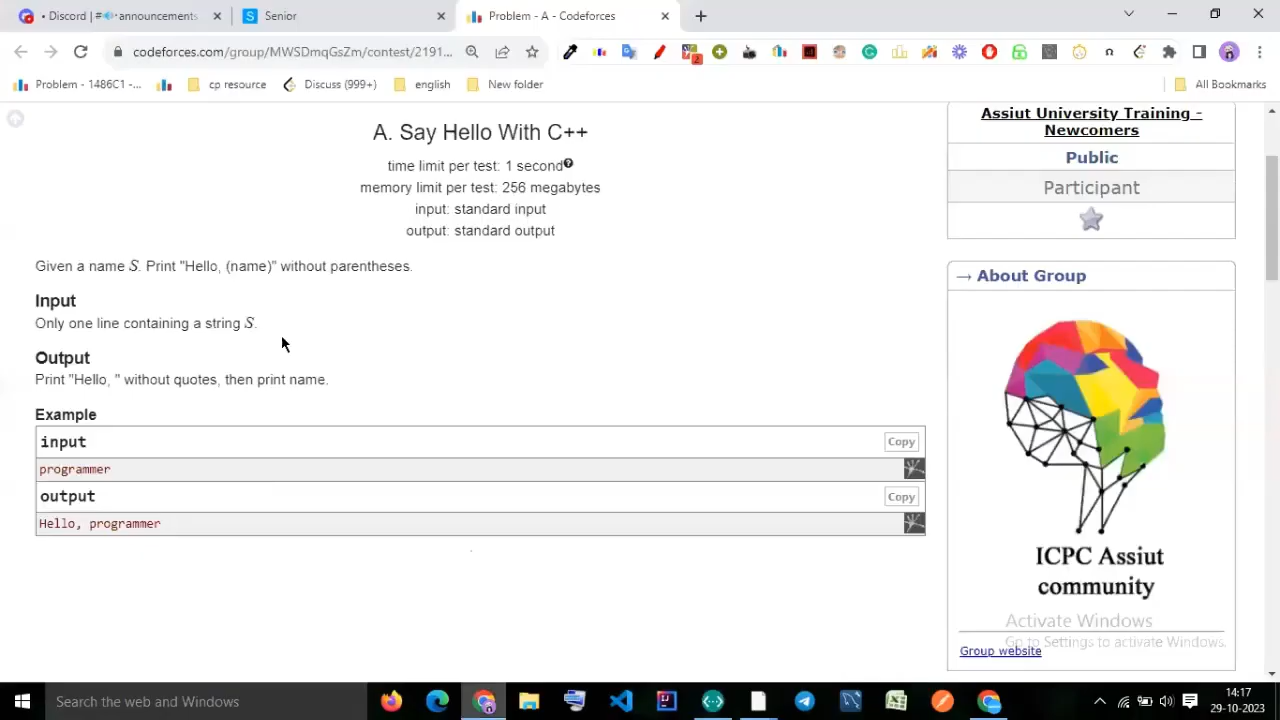 Discord | announcements
Senior
Problem - A - Codeforces
codeforces.com/group/MWSDmqGsZm/contest/2191...
2
Problem - 1486C1 -...
cp resource
Discuss (999+)
english
New folder
All Bookmarks
A. Say Hello With C++
time limit per test: 1 second
memory limit per test: 256 megabytes
input: standard input
output: standard output
Given a name S. Print "Hello, (name)" without parentheses.
Input
Only one line containing a string S.
Output
Print "Hello, " without quotes, then print name.
Example
input
Copy
programmer
output
Copy
Hello, programmer
Assiut University Training -
Newcomers
Public
Participant
→ About Group
ICPC Assiut
community
Activate Windows
Go to Settings to activate Windows.
Group website
Search the web and Windows
14:17
29-10-2023